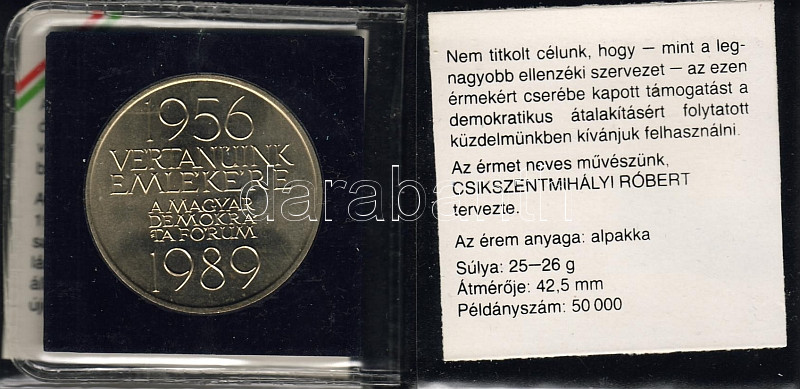 1956
VÉRTANÚINK
EMLÉKÉRE
A MAGYAR
DEMOKRA
TA FÓRUM
1989
Nem titkolt célunk, hogy — mint a leg-
nagyobb ellenzéki szervezet — az ezen
érmekért cserébe kapott támogatást a
demokratikus átalakításért folytatott
küzdelmünkben kívánjuk felhasználni.
Az érmet neves művészünk,
CSIKSZENTMIHÁLYI RÓBERT
tervezte.
Az érem anyaga: alpakka
Súlya: 25—26 g
Átmérője: 42,5 mm
Példányszám: 50 000